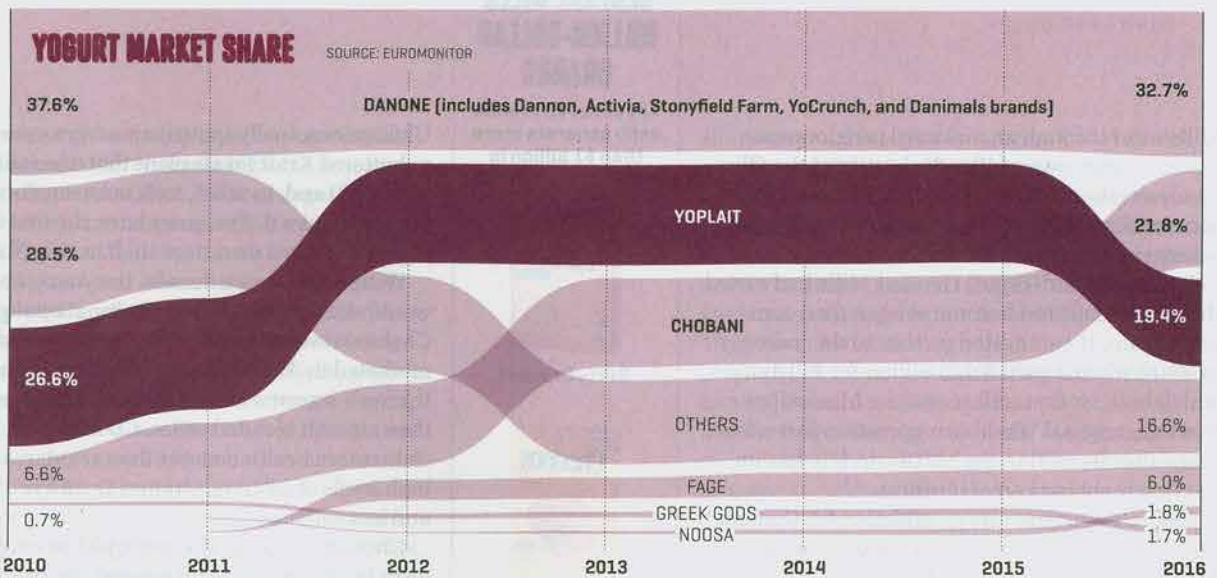 YOGURT MARKET SHARE
SOURCE: EUROMONITOR
37.6%
32.7%
DANONE [includes Dannon, Activia, Stonyfield Farm, YoCrunch, and Danimals brands]
28.5%
YOPLAIT
21.8%
CHOBANI
19.4%
26.6%
OTHERS
16.6%
6.6%
FAGE
6.0%
0.7%
GREEK GODS
1.8%
NOOSA
1.7%
2010 2011 2012 2013 2014 2015 2016